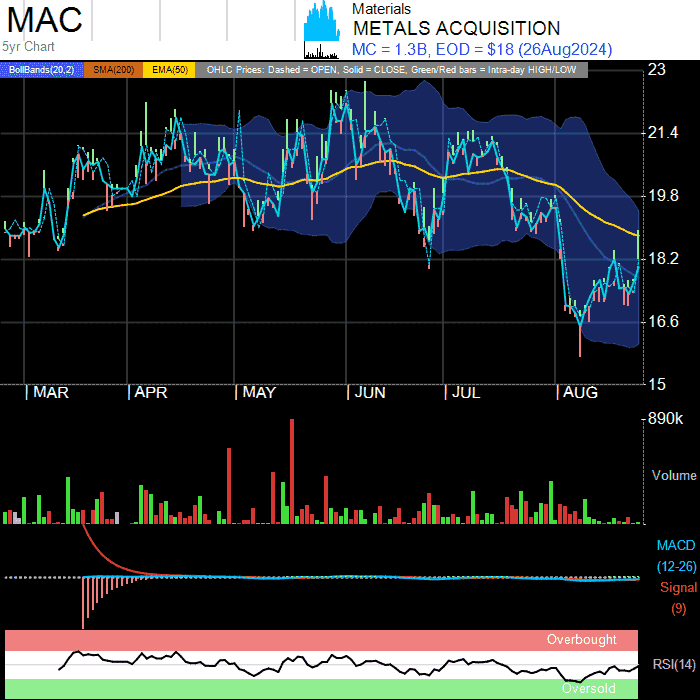 MAC
5yr Chart
Materials
METALS ACQUISITION
MC = 1.3B, EOD = $18 (26Aug2024)
BollBands(20,2) SMA(200) EMA(50) OHLC Prices: Dashed = OPEN, Solid = CLOSE, Green/Red bars = Intra-day HIGH/LOW
23
21.4
19.8
18.2
16.6
15
MAR APR MAY JUN JUL AUG
890k
Volume
MACD
(12-26)
Signal
(9)
Overbought
RSI(14)
Oversold